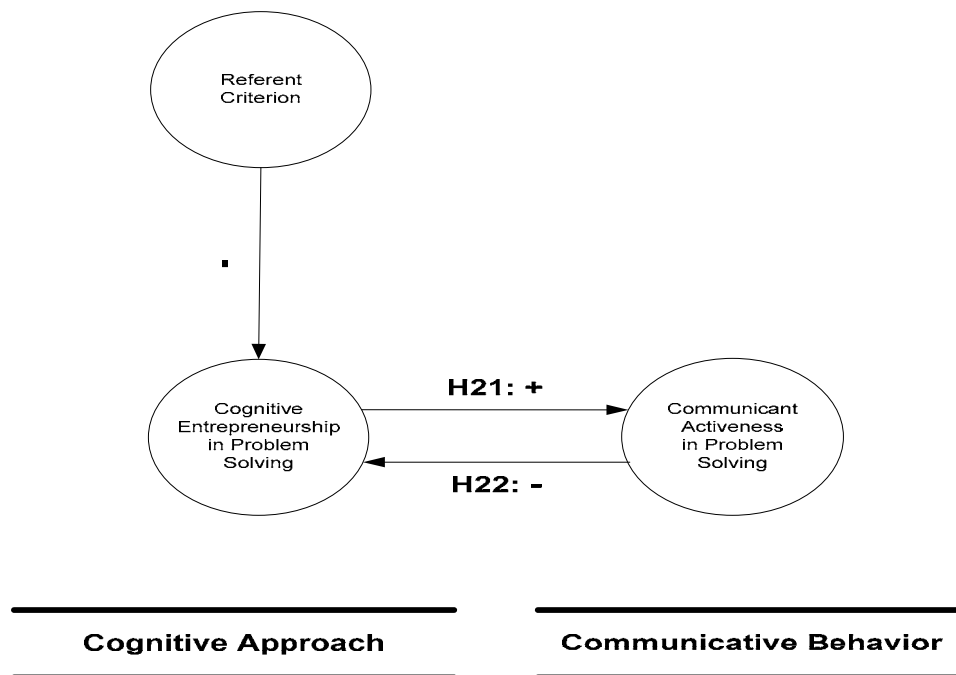 Referent
Criterion
-
H21: +
Cognitive
Entrepreneurship
in Problem
Solving
Communicant
Activeness
in Problem
Solving
H22: -
Cognitive Approach
Communicative Behavior